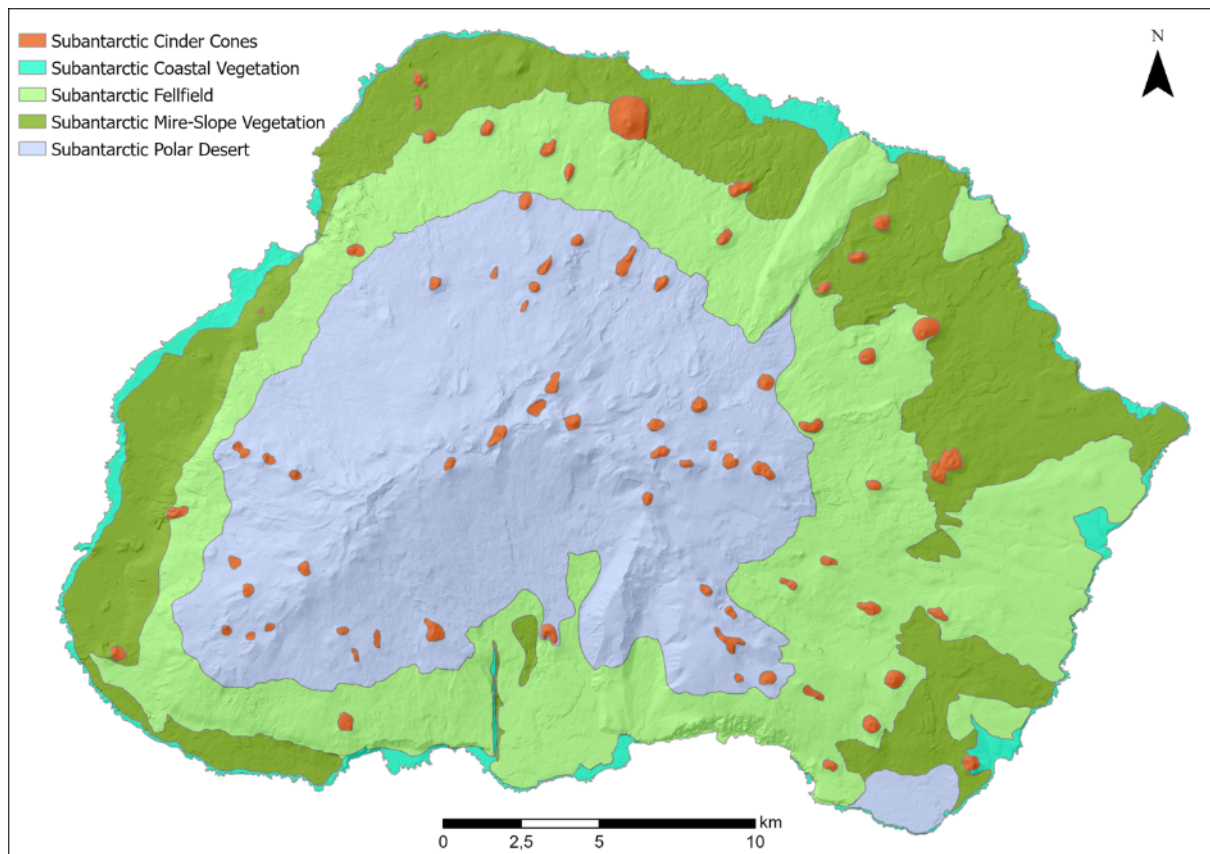 Subantarctic Cinder Cones
Subantarctic Coastal Vegetation
Subantarctic Fellfield
Subantarctic Mire-Slope Vegetation
Subantarctic Polar Desert
N
km
0 2,5 5 10